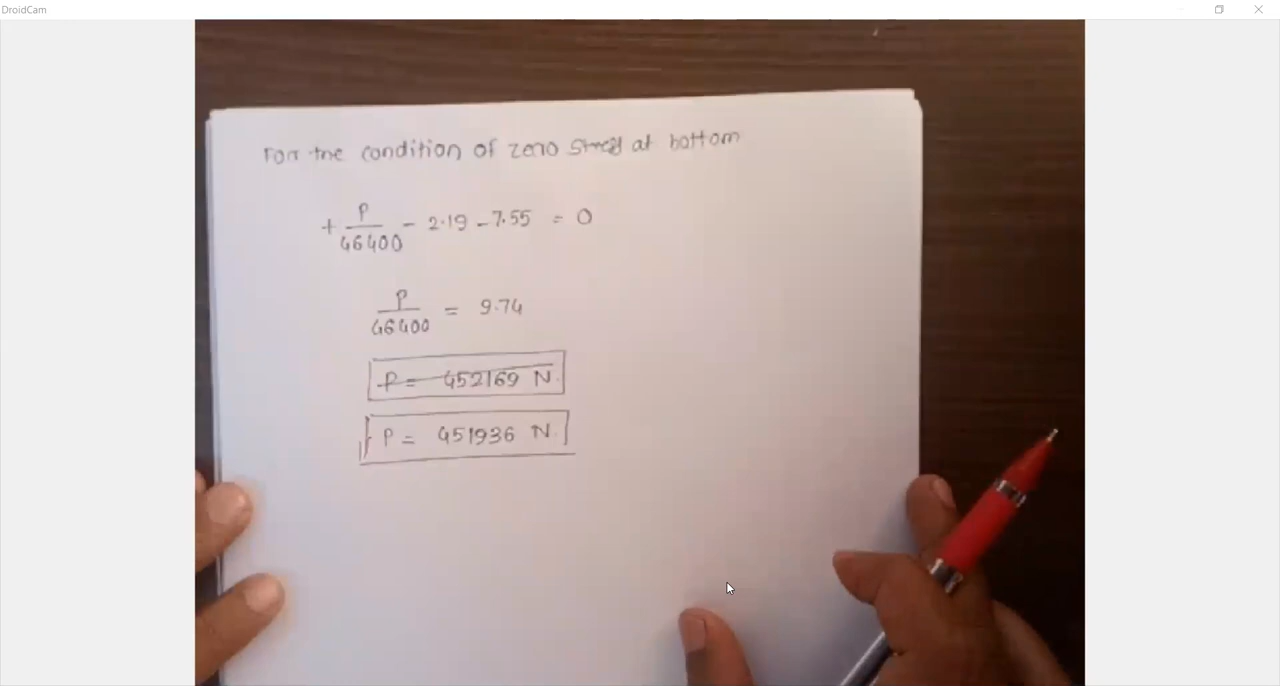 DroidCam
For the condition of zero stress at bottom
+ P/46400 - 2.19 - 7.55 = 0
P/46400 = 9.74
P = 452169 N.
P = 451936 N.